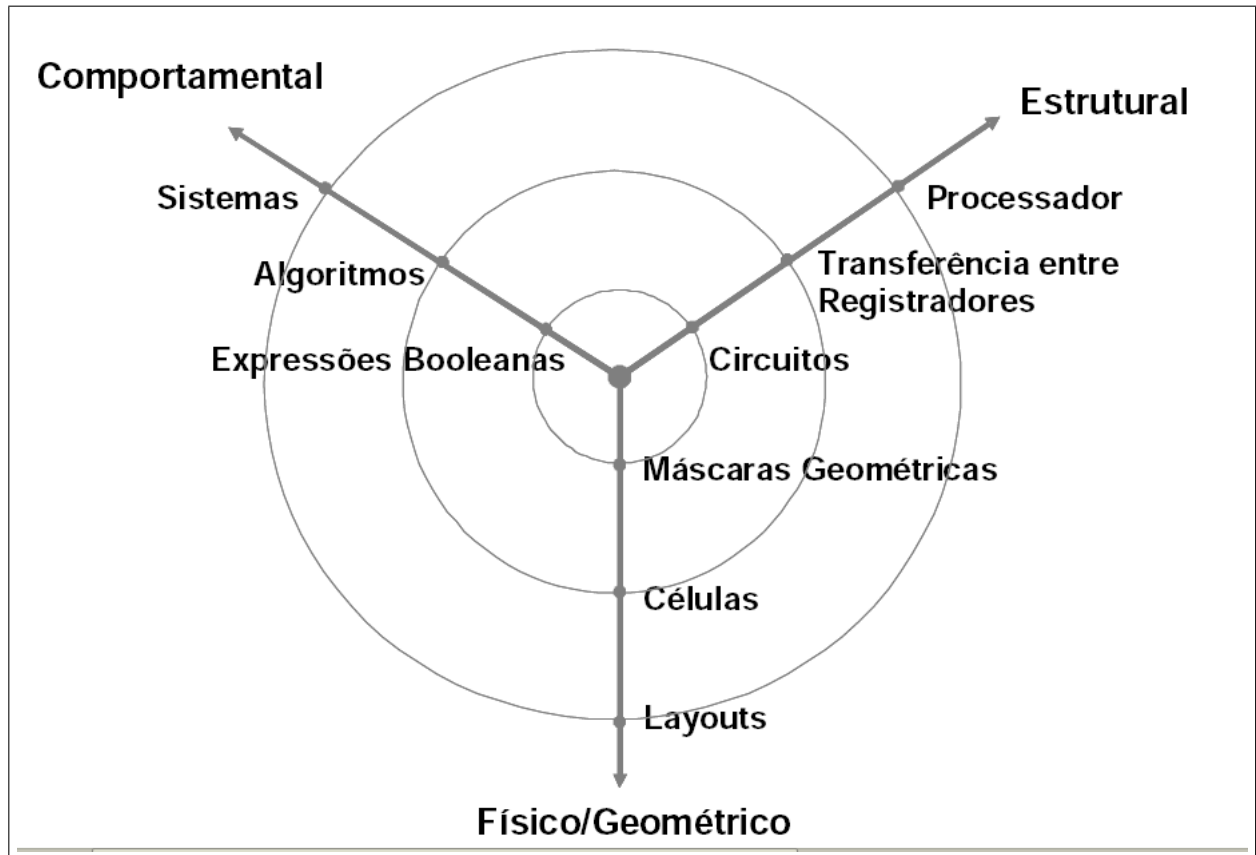 Comportamental
Estrutural
Sistemas
Processador
Algoritmos
Transferência entre
Registradores
Expressões Booleanas
Circuitos
Máscaras Geométricas
Células
Layouts
Físico/Geométrico